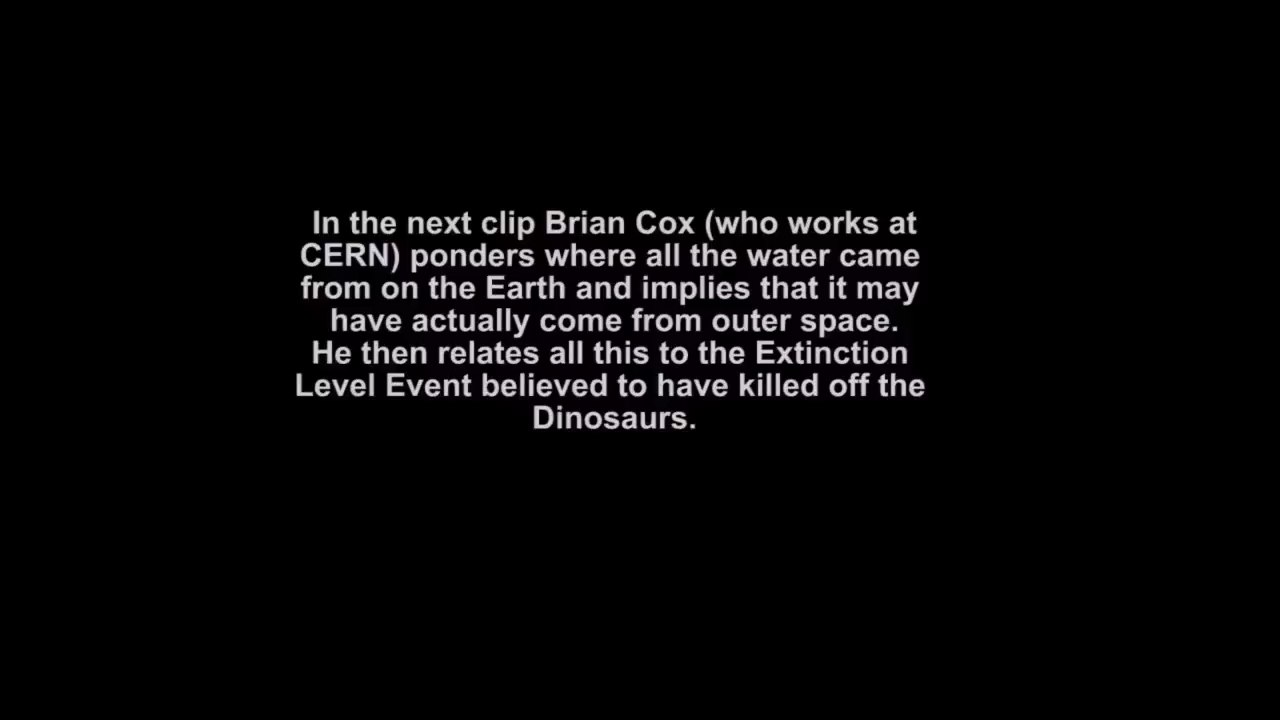 In the next clip Brian Cox (who works at
CERN) ponders where all the water came
from on the Earth and implies that it may
have actually come from outer space.
He then relates all this to the Extinction
Level Event believed to have killed off the
Dinosaurs.